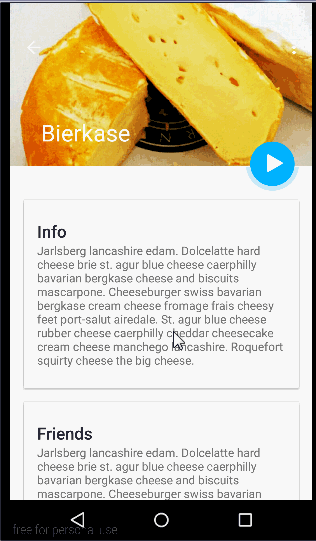 Bierkase
Info
Jarlsberg lancashire edam. Dolcelatte hard
cheese brie st. agur blue cheese caerphilly
bavarian bergkase cheese and biscuits
mascarpone. Cheeseburger swiss bavarian
bergkase cream cheese fromage frais cheesy
feet port-salut airedale. St. agur blue cheese
rubber cheese caerphilly cheddar cheesecake
cream cheese manchego lancashire. Roquefort
squirty cheese the big cheese.
Friends
Jarlsberg lancashire edam. Dolcelatte hard
cheese brie st. agur blue cheese caerphilly
bavarian bergkase cheese and biscuits
mascarpone. Cheeseburger swiss bavarian
free for personal use